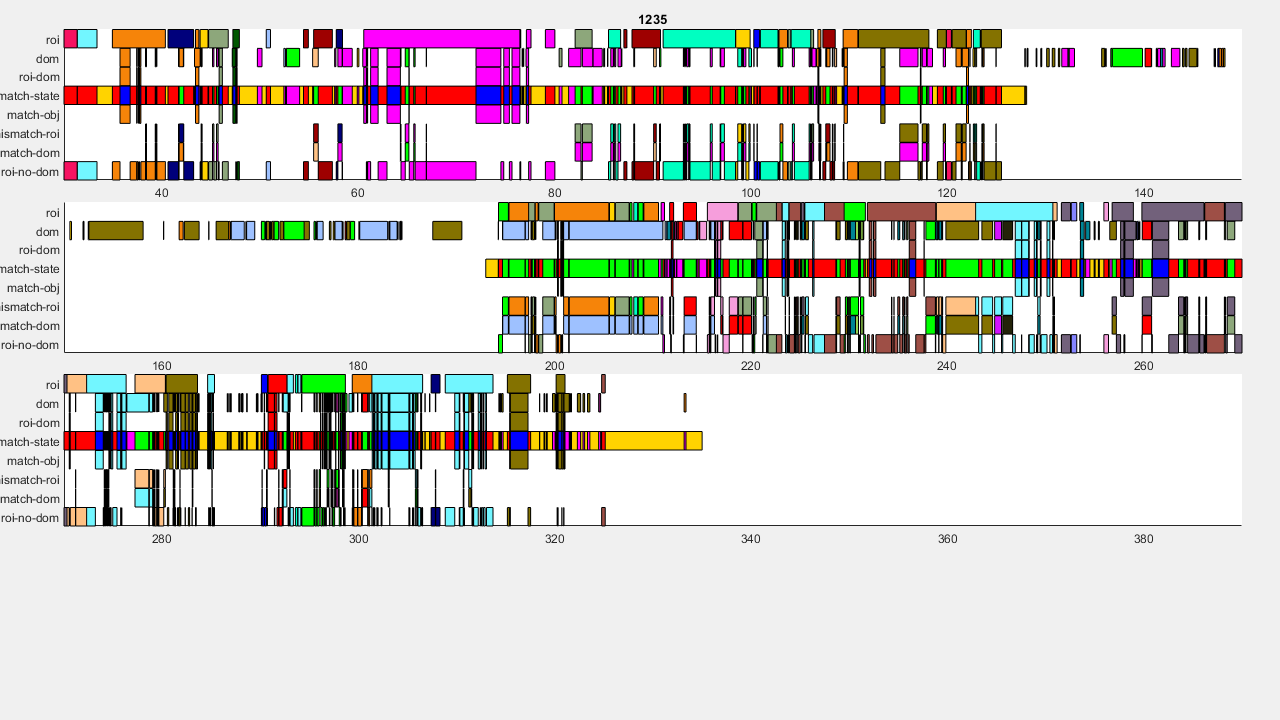 1235
roi
dom
roi-dom
match-state
match-obj
ismatch-roi
match-dom
roi-no-dom
40 60 80 100 120 140
roi
dom
roi-dom
match-state
match-obj
ismatch-roi
match-dom
roi-no-dom
160 180 200 220 240 260
roi
dom
roi-dom
match-state
match-obj
ismatch-roi
match-dom
roi-no-dom
280 300 320 340 360 380